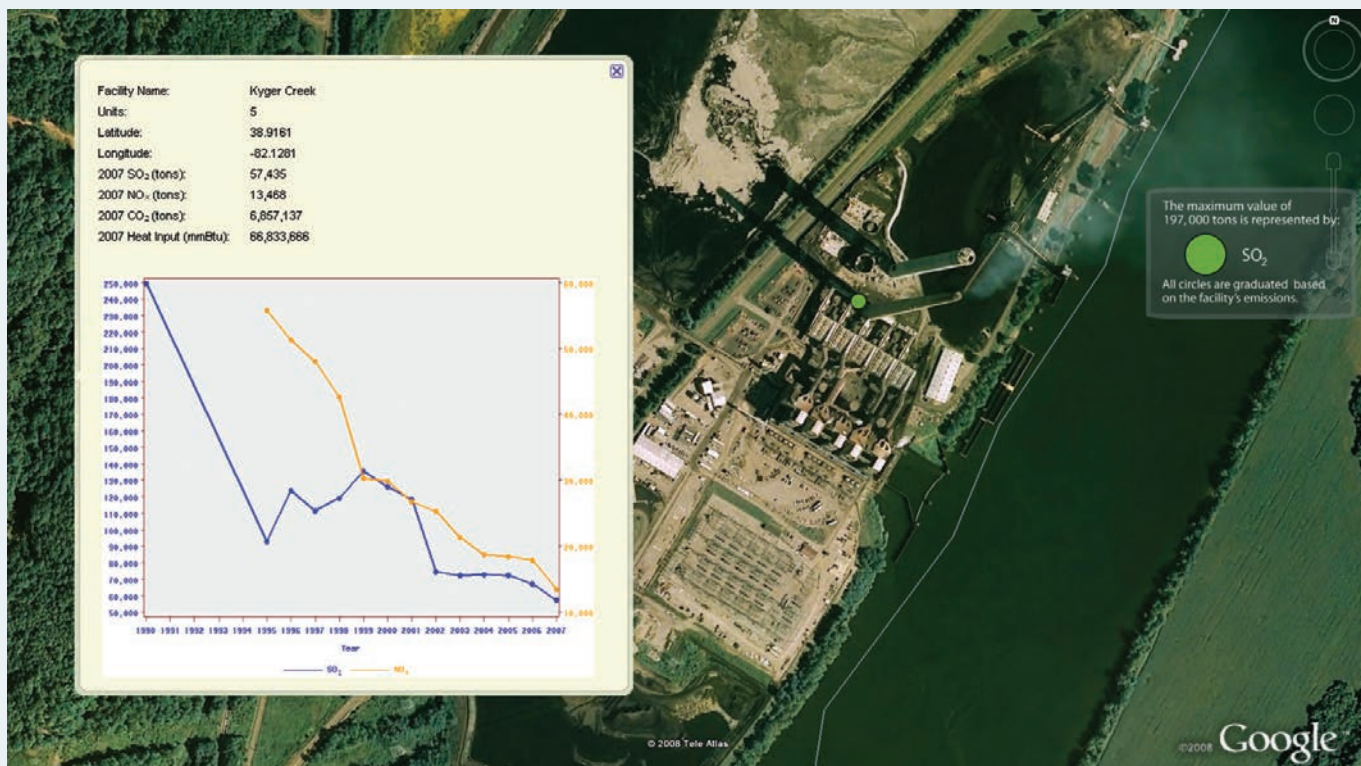 Facility Name: Kyger Creek
Units: 5
Latitude: 38.9161
Longitude: -82.1281
2007 SO₂ (tons): 57,435
2007 NOₓ (tons): 13,468
2007 CO₂ (tons): 6,857,137
2007 Heat Input (mmBtu): 66,833,666
250,000 60,000
240,000
230,000
220,000
210,000 50,000
200,000
190,000
180,000
170,000 40,000
160,000
150,000
140,000
130,000 30,000
120,000
110,000
100,000
90,000 20,000
80,000
70,000
60,000
50,000 10,000
1990 1991 1992 1993 1994 1995 1996 1997 1998 1999 2000 2001 2002 2003 2004 2005 2006 2007
Year
SO₂ NOₓ
N
The maximum value of
197,000 tons is represented by:
SO₂
All circles are graduated based
on the facility's emissions.
© 2008 Tele Atlas
©2008 Google